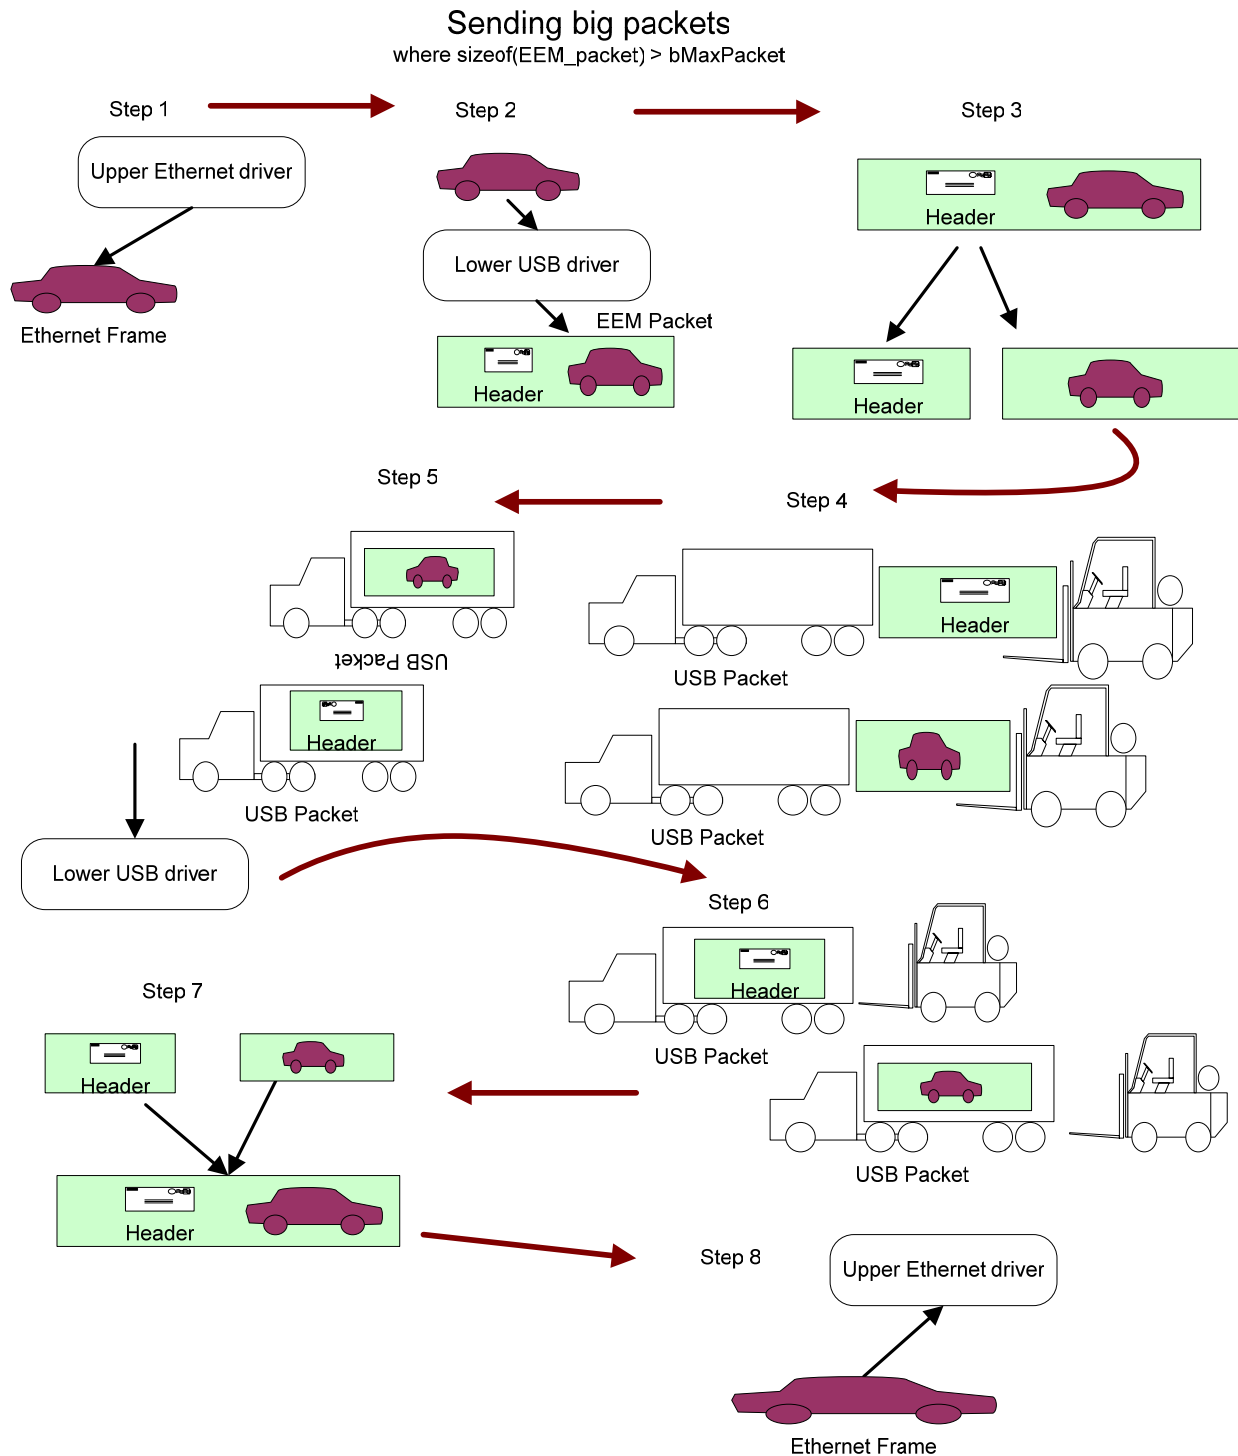 Sending big packets
where sizeof(EEM_packet) > bMaxPacket
Step 1
Step 2
Step 3
Upper Ethernet driver
Ethernet Frame
Lower USB driver
EEM Packet
Header
Header
Header
Step 5
Step 4
USB Packet
Header
USB Packet
Header
USB Packet
USB Packet
Lower USB driver
Step 6
Header
USB Packet
USB Packet
Step 7
Header
Header
Step 8
Upper Ethernet driver
Ethernet Frame